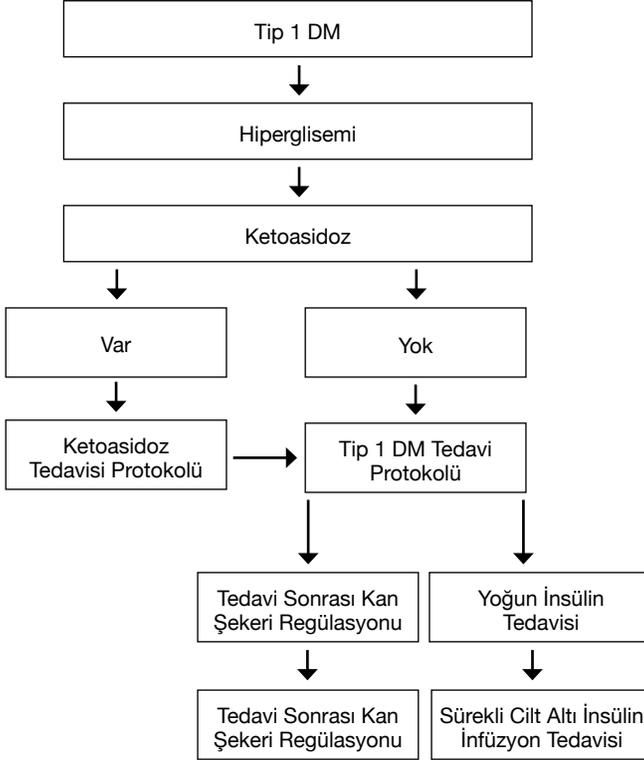 Tip 1 DM
Hiperglisemi
Ketoasidoz
Var
Yok
Ketoasidoz
Tedavisi Protokolü
Tip 1 DM Tedavi
Protokolü
Tedavi Sonrası Kan
Şekeri Regülasyonu
Yoğun İnsülin
Tedavisi
Tedavi Sonrası Kan
Şekeri Regülasyonu
Sürekli Cilt Altı İnsülin
İnfüzyon Tedavisi